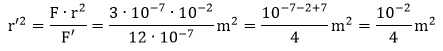 r′² = F · r² / F′ = 3 · 10⁻⁷ · 10⁻² / 12 · 10⁻⁷ m² = 10⁻⁷⁻²⁺⁷ / 4 m² = 10⁻² / 4 m²